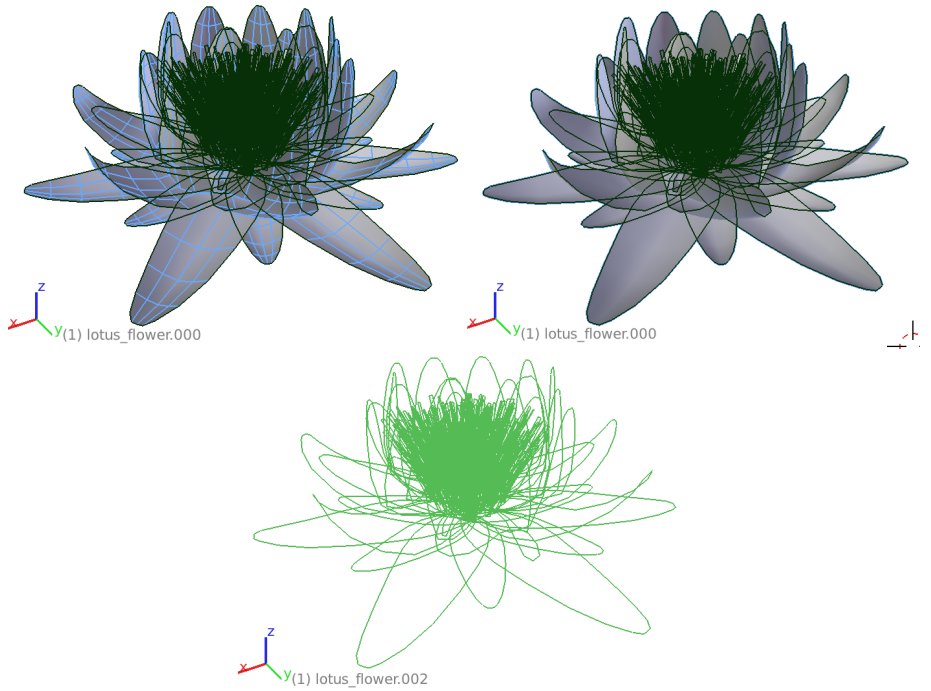 z
x
y
(1) lotus_flower.000
z
x
y
(1) lotus_flower.000
z
x
y
(1) lotus_flower.002